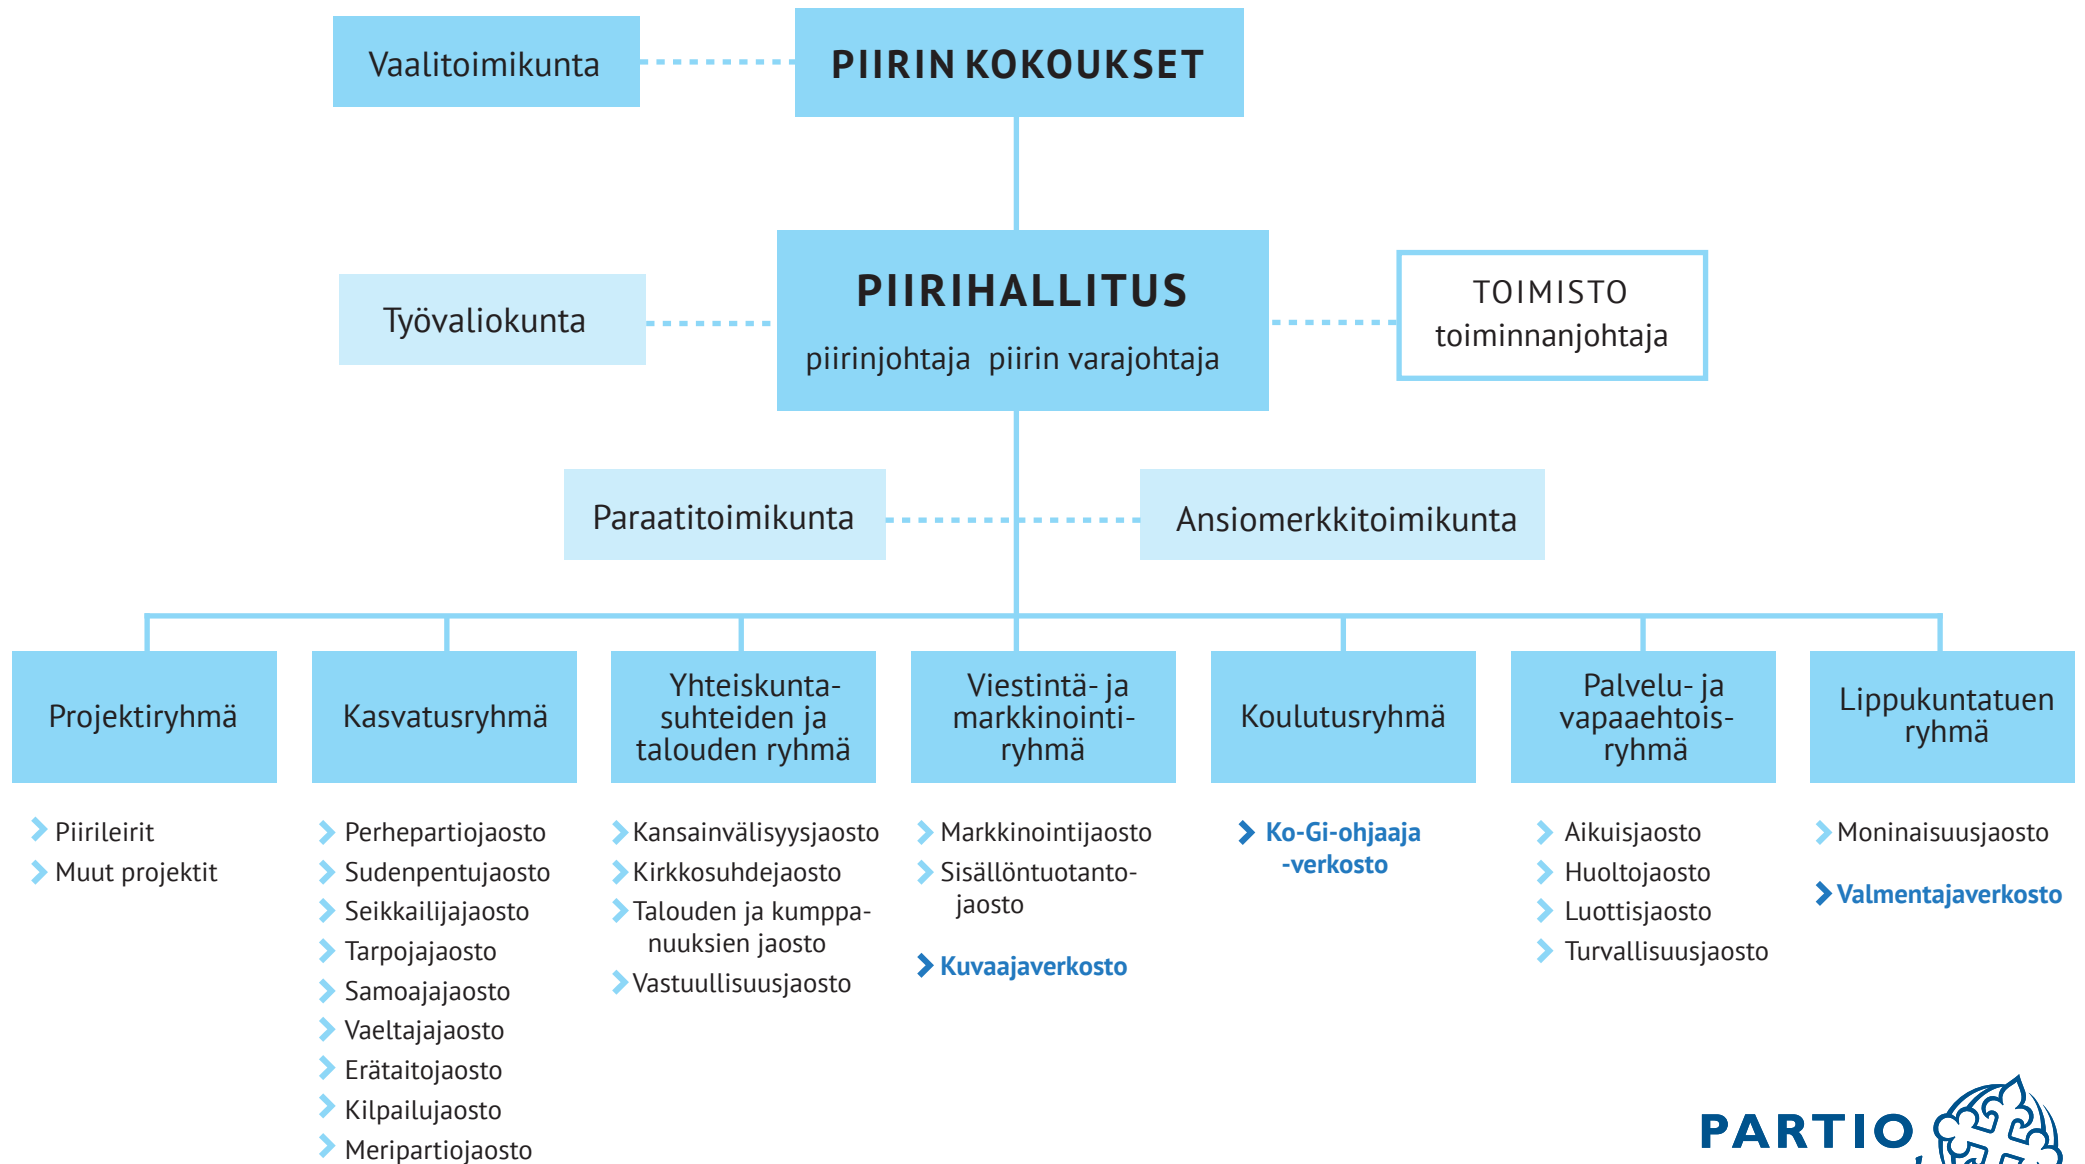 Vaalitoimikunta
PIIRIN KOKOUKSET
Työvaliokunta
PIIRIHALLITUS
piirinjohtaja piirin varajohtaja
TOIMISTO
toiminnanjohtaja
Paraatitoimikunta
Ansiomerkkitoimikunta
Projektiryhmä
Piirileirit
Muut projektit
Kasvatusryhmä
Perhepartiojaosto
Sudenpentujaosto
Seikkailijajaosto
Tarpojajaosto
Samoajajaosto
Vaeltajajaosto
Erätaitojaosto
Kilpailujaosto
Meripartiojaosto
Yhteiskunta-
suhteiden ja
talouden ryhmä
Kansainvälisyysjaosto
Kirkkosuhdejaosto
Talouden ja kumppa-
nuuksien jaosto
Vastuullisuusjaosto
Viestintä- ja
markkinointi-
ryhmä
Markkinointijaosto
Sisällöntuotanto-
jaosto
Kuvaajaverkosto
Koulutusryhmä
Ko-Gi-ohjaaja
-verkosto
Palvelu- ja
vapaaehtois-
ryhmä
Aikuisjaosto
Huoltojaosto
Luottisjaosto
Turvallisuusjaosto
Lippukuntatuen
ryhmä
Moninaisuusjaosto
Valmentajaverkosto
PARTIO